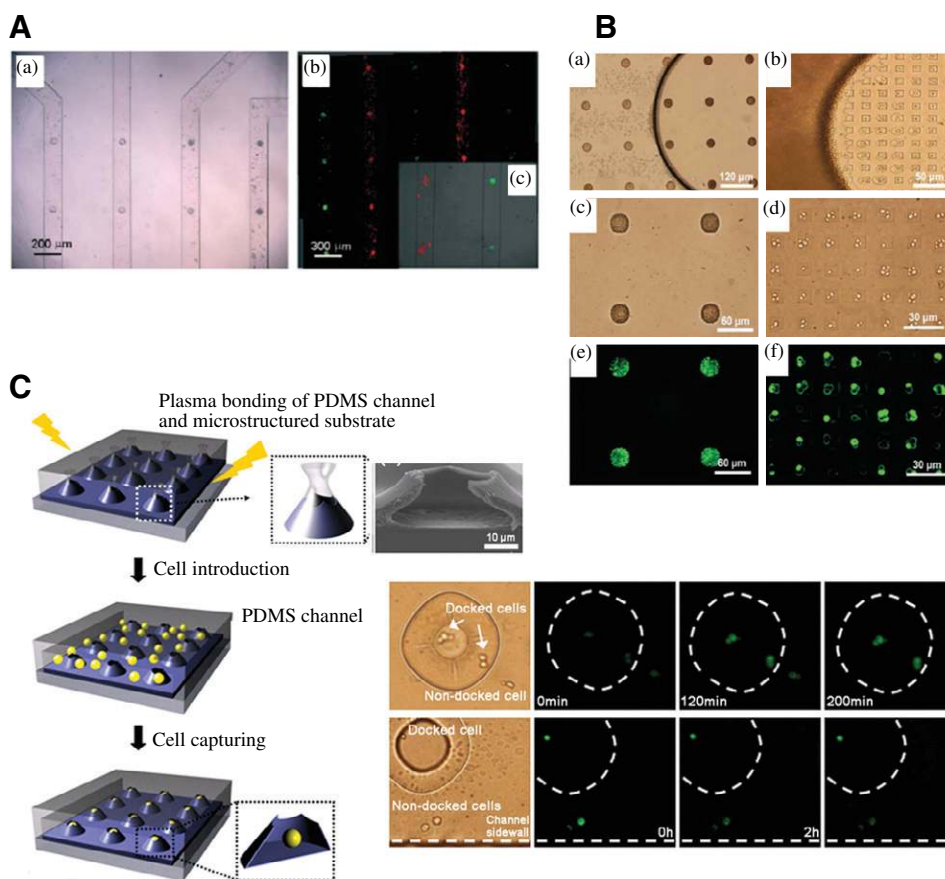 A
(a)
200 µm
(b)
(c)
300 µm
B
(a)
120 µm
(b)
50 µm
(c)
60 µm
(d)
30 µm
(e)
60 µm
(f)
30 µm
C
Plasma bonding of PDMS channel
and microstructured substrate
10 µm
Cell introduction
PDMS channel
Cell capturing
Docked cells
Non-docked cell
0min
120min
200min
Docked cell
Non-docked cells
Channel
sidewall
0h
2h